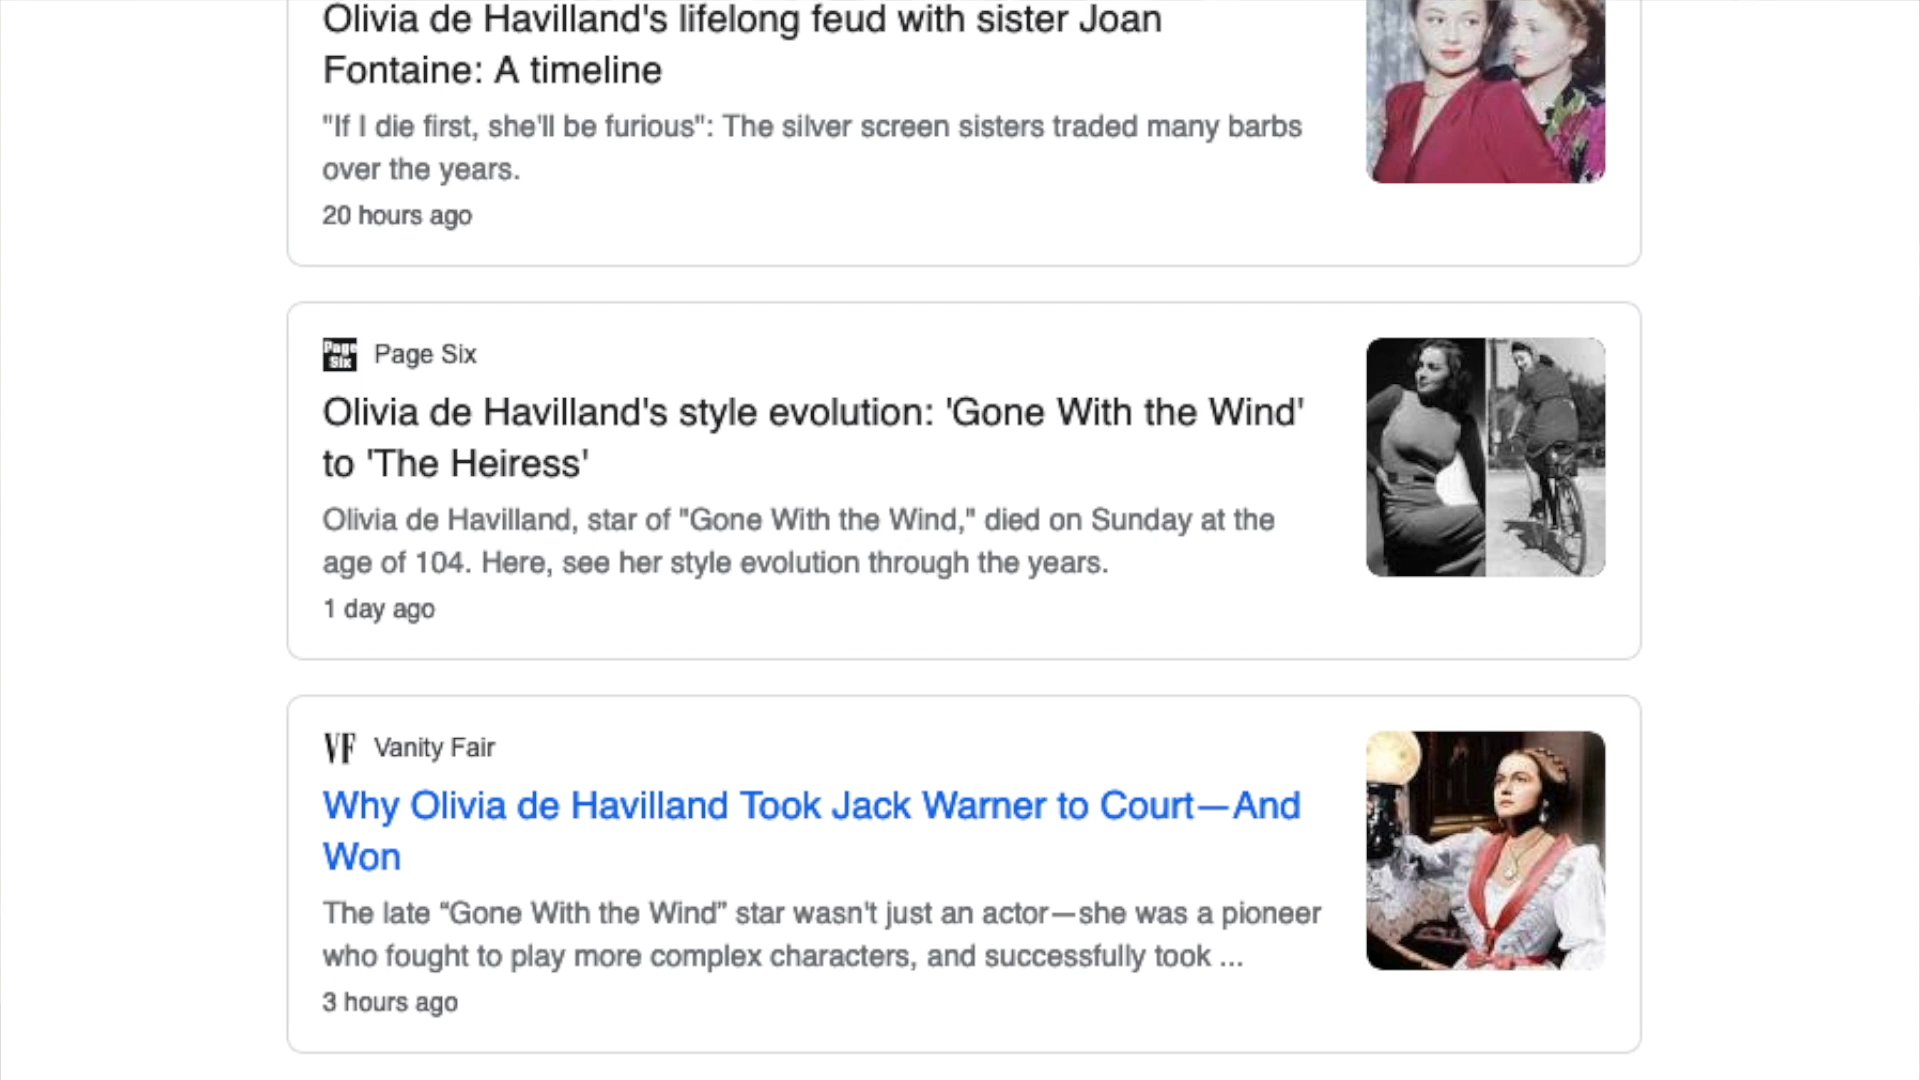 Olivia de Havilland's lifelong feud with sister Joan
Fontaine: A timeline
"If I die first, she'll be furious": The silver screen sisters traded many barbs
over the years.
20 hours ago
Page Six
Page Six
Olivia de Havilland's style evolution: 'Gone With the Wind'
to 'The Heiress'
Olivia de Havilland, star of "Gone With the Wind," died on Sunday at the
age of 104. Here, see her style evolution through the years.
1 day ago
VF Vanity Fair
Why Olivia de Havilland Took Jack Warner to Court—And
Won
The late “Gone With the Wind” star wasn't just an actor—she was a pioneer
who fought to play more complex characters, and successfully took ...
3 hours ago